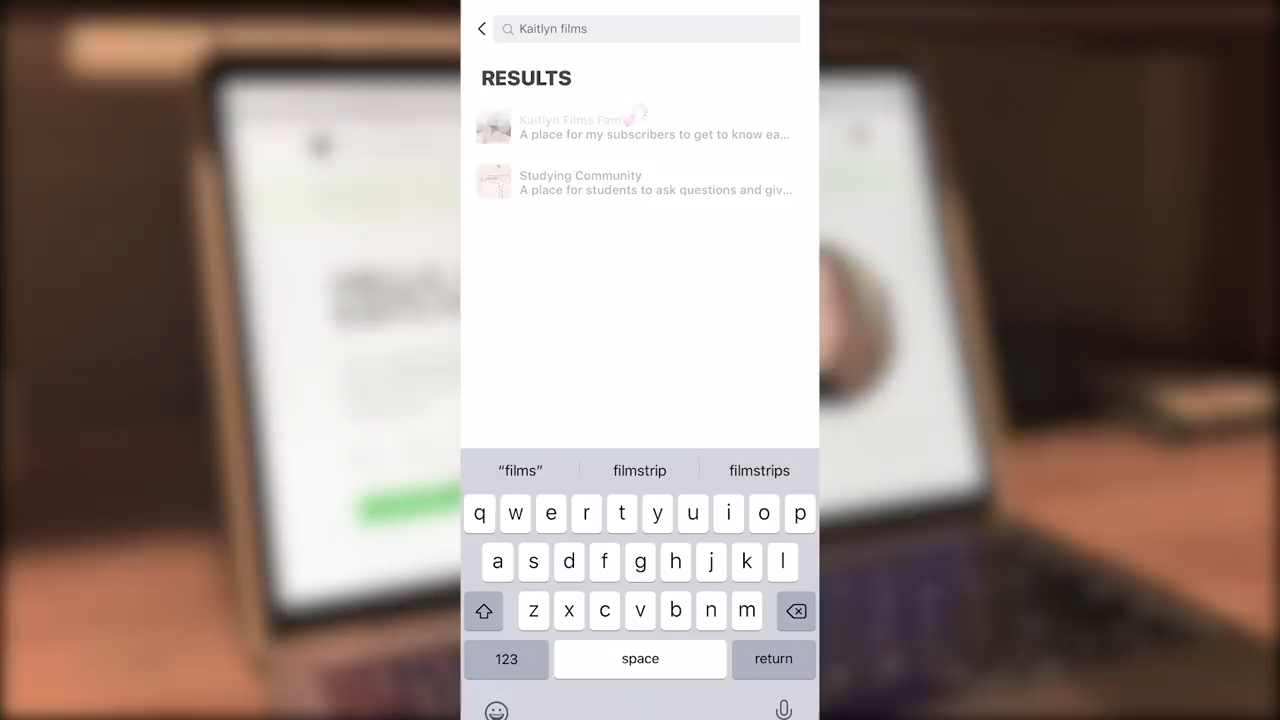 Kaitlyn films
RESULTS
Kaitlyn Films Fam
A place for my subscribers to get to know ea...
Studying Community
A place for students to ask questions and giv...
“films” filmstrip filmstrips
q w e r t y u i o p
a s d f g h j k l
z x c v b n m
123 space return